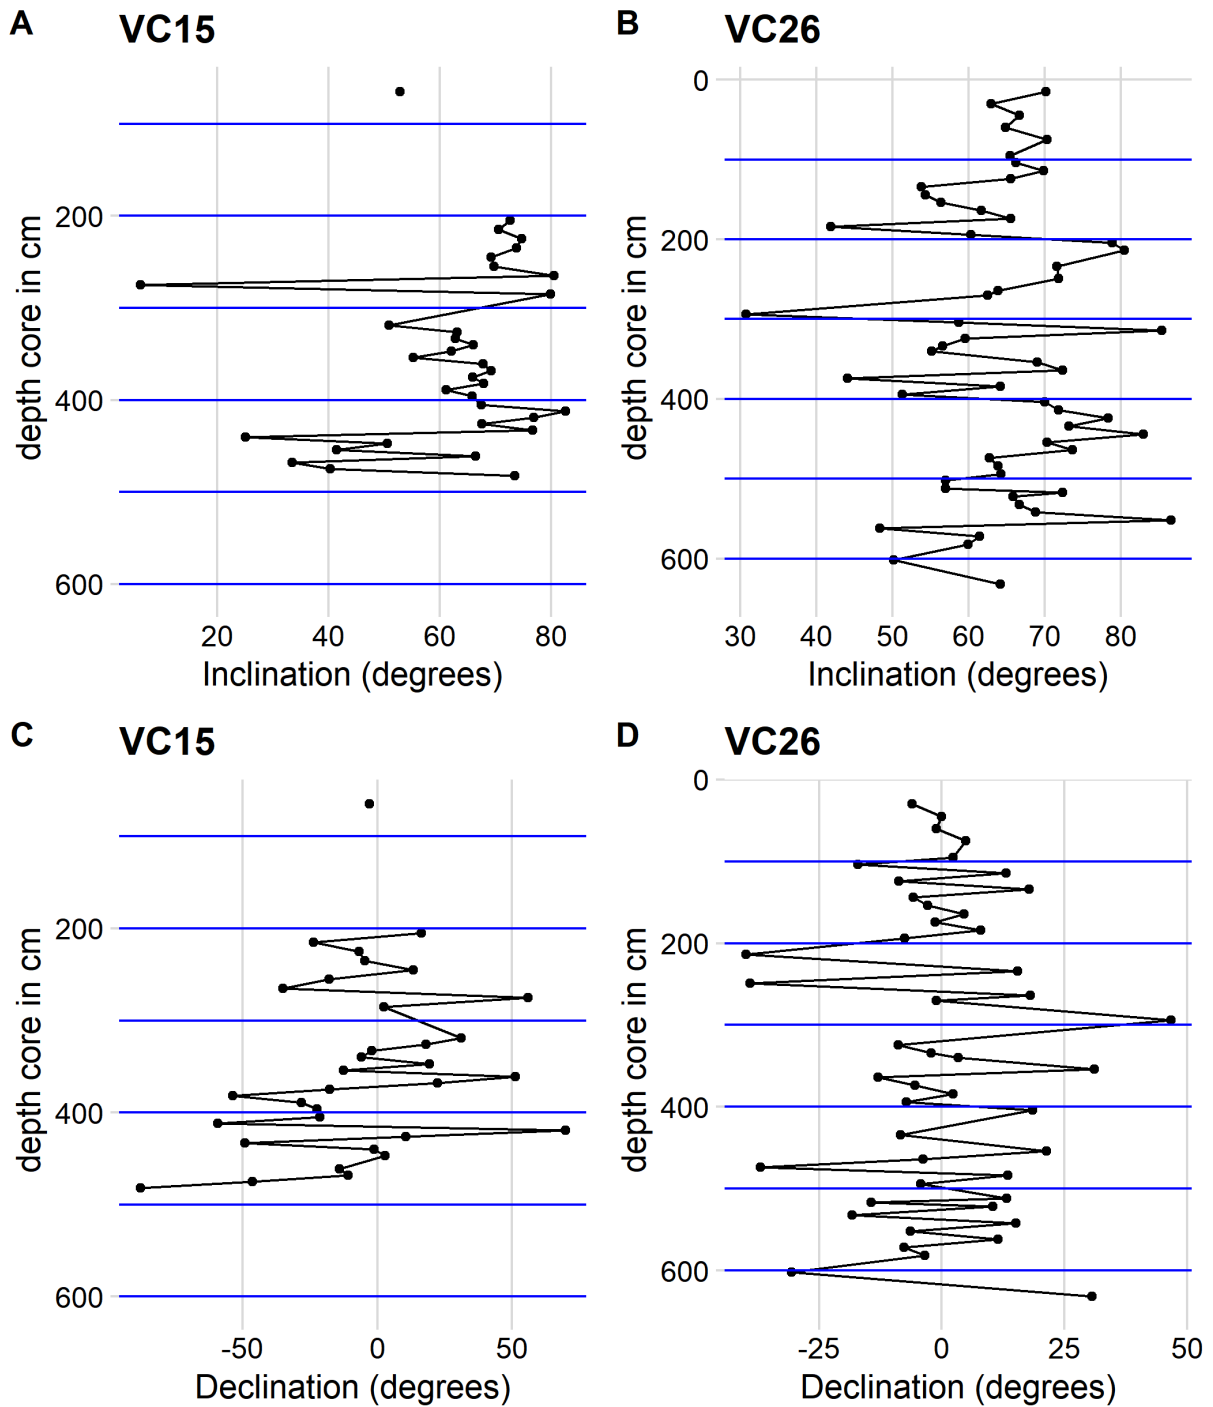 A VC15
B VC26
200
400
600
depth core in cm
20 40 60 80
Inclination (degrees)
0
200
400
600
depth core in cm
30 40 50 60 70 80
Inclination (degrees)
C VC15
D VC26
200
400
600
depth core in cm
-50 0 50
Declination (degrees)
0
200
400
600
depth core in cm
-25 0 25 50
Declination (degrees)